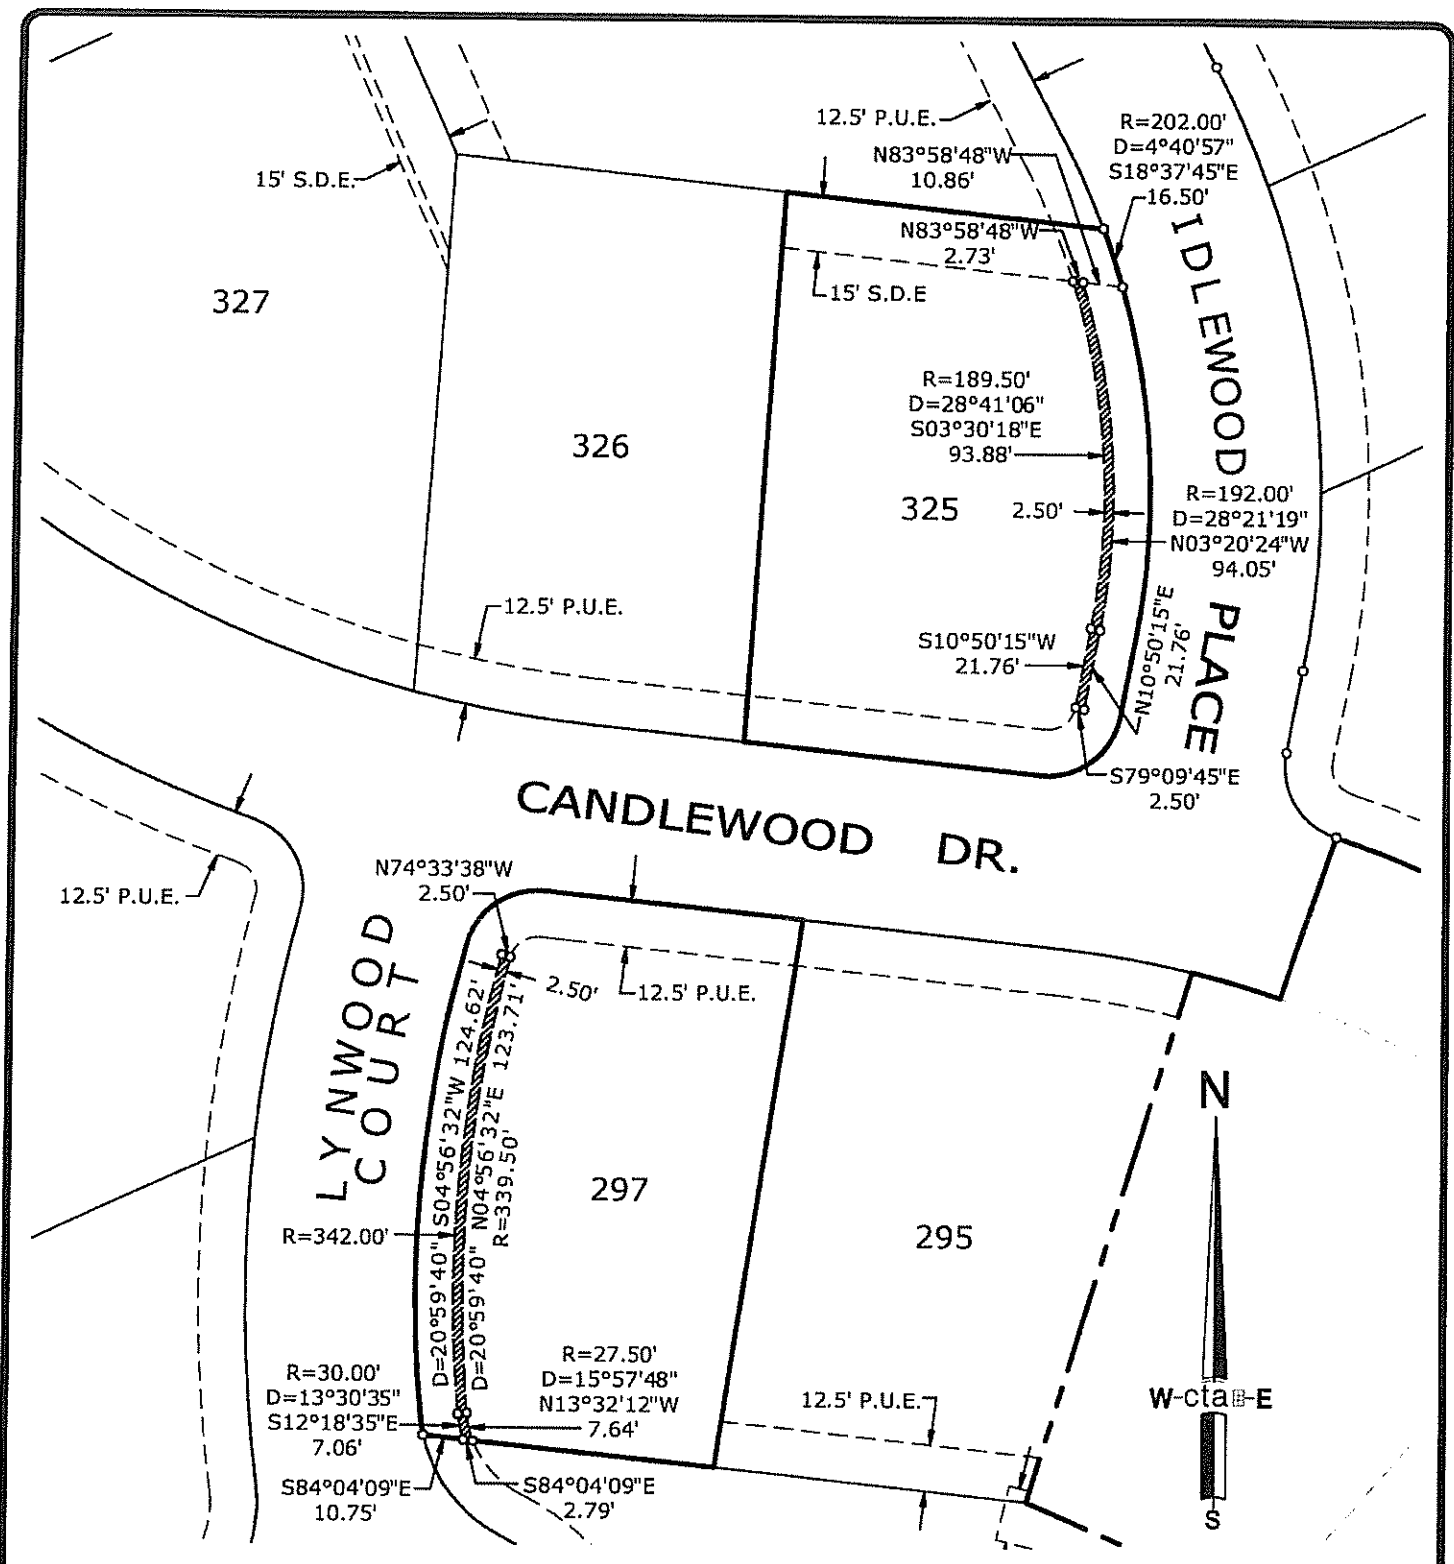 12.5' P.U.E.
N83°58'48"W
10.86'
R=202.00'
D=4°40'57"
S18°37'45"E
16.50'
15' S.D.E.
N83°58'48"W
2.73'
15' S.D.E
IDLEWOOD PLACE
327
326
325
R=189.50'
D=28°41'06"
S03°30'18"E
93.88'
2.50'
R=192.00'
D=28°21'19"
N03°20'24"W
94.05'
12.5' P.U.E.
S10°50'15"W
21.76'
N10°50'15"E
21.76'
S79°09'45"E
2.50'
CANDLEWOOD DR.
12.5' P.U.E.
N74°33'38"W
2.50'
2.50'
12.5' P.U.E.
LYNWOOD
COURT
D=20°59'40" S04°56'32"W 124.62'
D=20°59'40" N04°56'32"E 123.71'
R=339.50'
R=342.00'
297
295
N
W-ctaE-E
S
R=30.00'
D=13°30'35"
S12°18'35"E
7.06'
R=27.50'
D=15°57'48"
N13°32'12"W
7.64'
12.5' P.U.E.
S84°04'09"E
10.75'
S84°04'09"E
2.79'